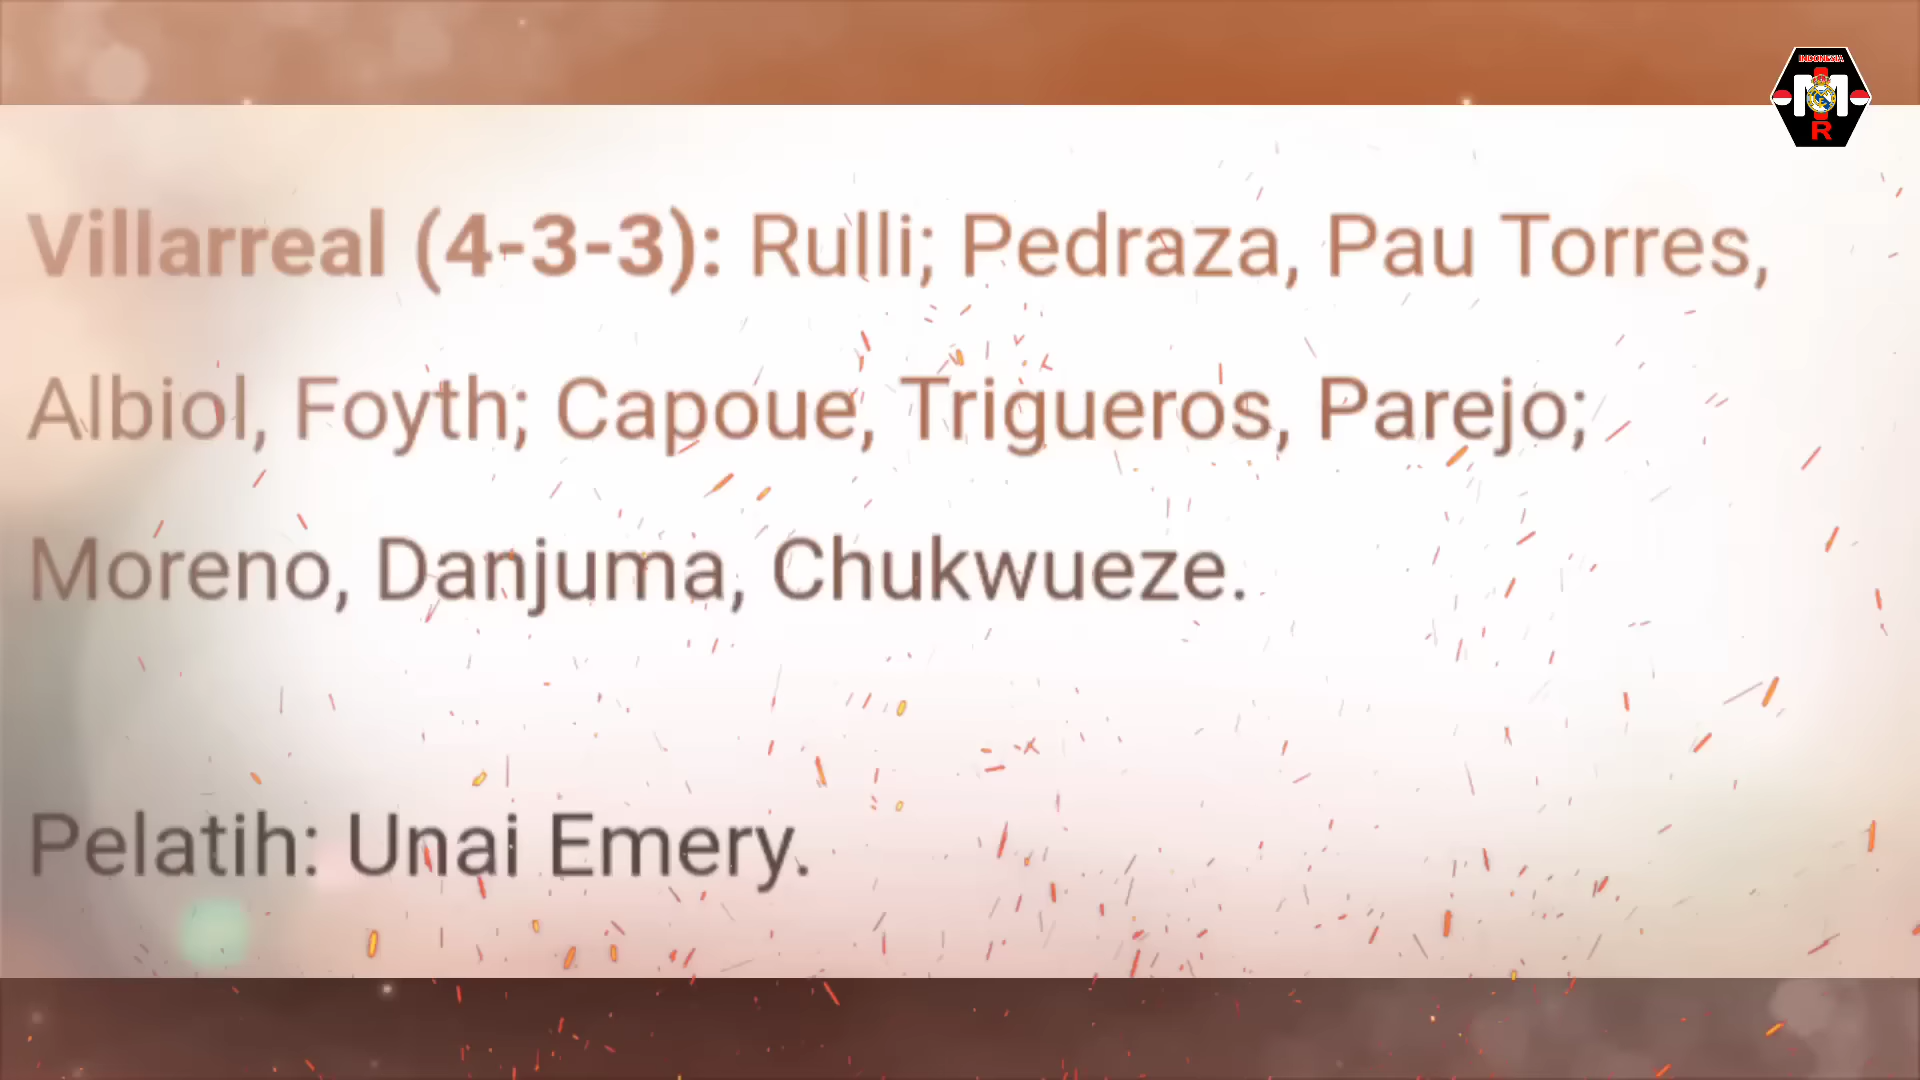 INDONESIA
M
R
Villarreal (4-3-3): Rulli; Pedraza, Pau Torres,
Albiol, Foyth; Capoue, Trigueros, Parejo;
Moreno, Danjuma, Chukwueze.
Pelatih: Unai Emery.